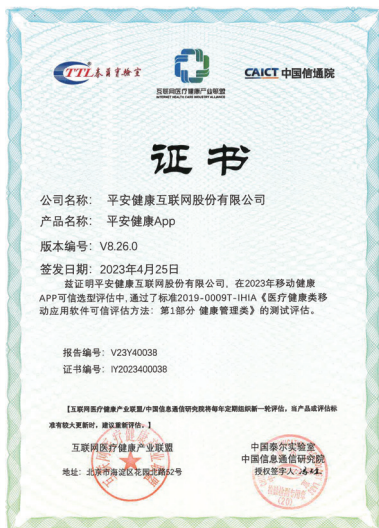 TTL泰尔实验室
互联网医疗健康产业联盟
INTERNET HEALTH CARE INDUSTRY ALLIANCE
CAICT 中国信通院
证书
公司名称： 平安健康互联网股份有限公司
产品名称： 平安健康App
版本编号：V8.26.0
签发日期：2023年4月25日
兹证明平安健康互联网股份有限公司，在2023年移动健康
APP可信选型评估中,通过了标准2019-0009T-IHIA《医疗健康类移
动应用软件可信评估方法：第1部分 健康管理类》的测试评估。
报告编号：V23Y40038
证书编号：IY2023400038
【互联网医疗健康产业联盟/中国信息通信研究院将每年定期组织新一轮评估，当产品或评估标
准有较大更新时，建议重新评估。】
互联网医疗健康产业联盟
中国泰尔实验室
中国信息通信研究院
地址：北京市海淀区花园北路52号
授权签字人: